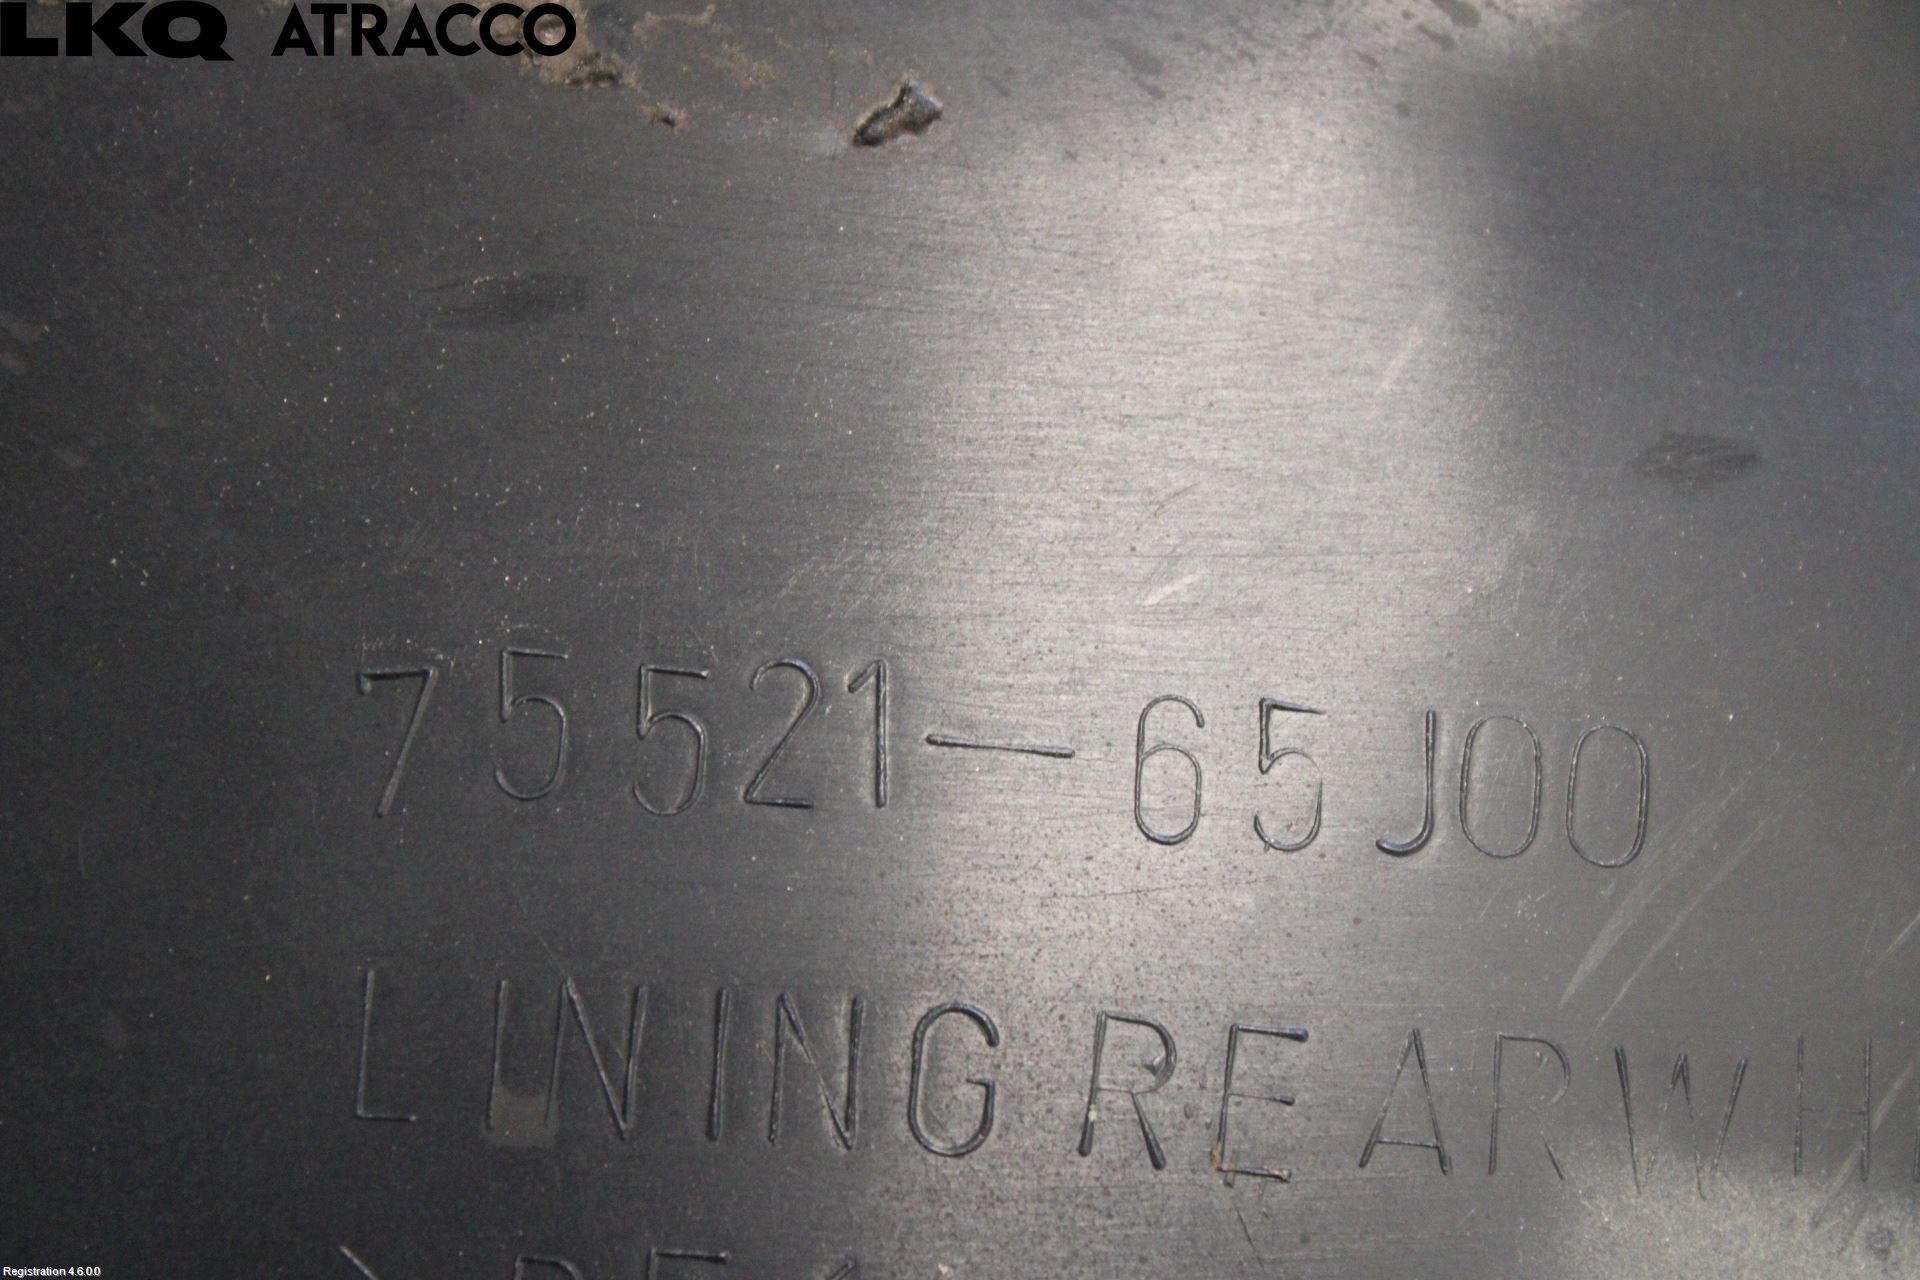 LKQ ATRACCO
75521-65J00
LINING REAR WH
Registration 4.6.0.0